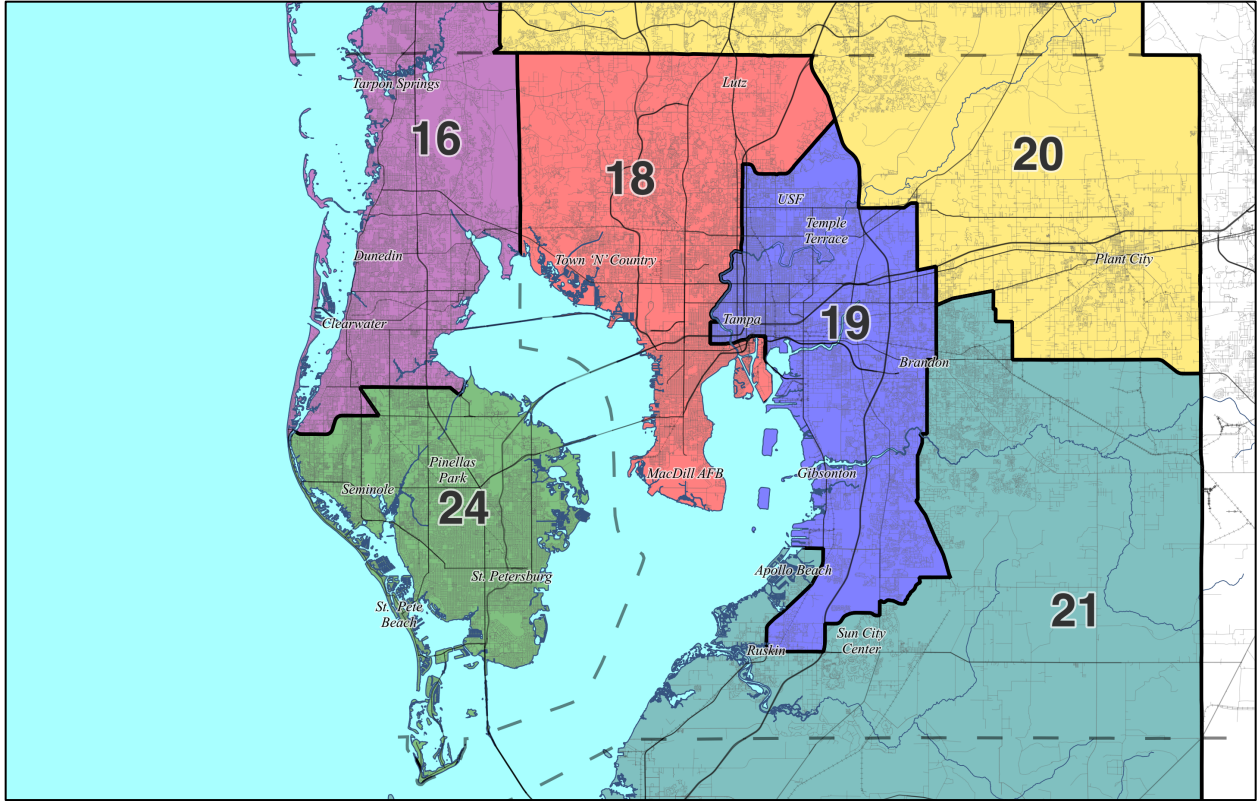 Tarpon Springs
Lutz
16
18
20
USF
Temple
Terrace
Dunedin
Town 'N' Country
Plant City
Clearwater
Tampa
19
Brandon
Pinellas
Park
MacDill AFB
Gibsonton
Seminole
24
St. Petersburg
Apollo Beach
St. Pete
Beach
21
Sun City
Center
Ruskin